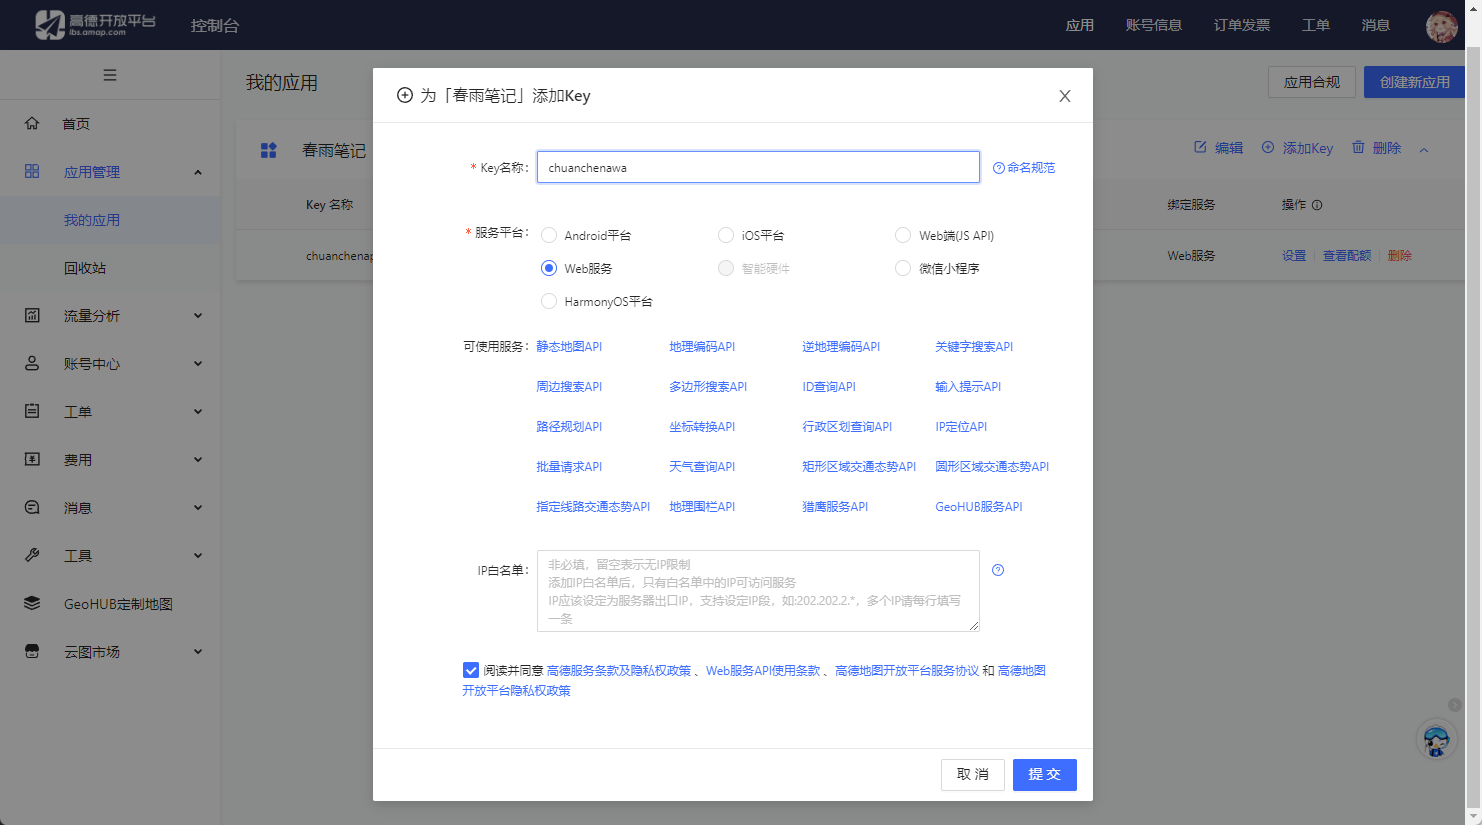 高德开放平台
lbs.amap.com
控制台
应用
账号信息
订单发票
工单
消息
我的应用
应用合规
创建新应用
首页
应用管理
我的应用
回收站
流量分析
账号中心
工单
费用
消息
工具
GeoHUB定制地图
云图市场
春雨笔记
编辑
添加Key
删除
Key 名称
绑定服务
操作
chuanchenap
Web服务
设置
查看配额
删除
为「春雨笔记」添加Key
* Key名称:
chuanchenawa
命名规范
* 服务平台:
Android平台
iOS平台
Web端(JS API)
Web服务
智能硬件
微信小程序
HarmonyOS平台
可使用服务:
静态地图API
地理编码API
逆地理编码API
关键字搜索API
周边搜索API
多边形搜索API
ID查询API
输入提示API
路径规划API
坐标转换API
行政区划查询API
IP定位API
批量请求API
天气查询API
矩形区域交通态势API
圆形区域交通态势API
指定线路交通态势API
地理围栏API
猎鹰服务API
GeoHUB服务API
IP白名单:
非必填，留空表示无IP限制
添加IP白名单后，只有白名单中的IP可访问服务
IP应该设定为服务器出口IP，支持设定IP段，如:202.202.2.*，多个IP请每行填写
一条
阅读并同意 高德服务条款及隐私权政策 、Web服务API使用条款 、高德地图开放平台服务协议 和 高德地图
开放平台隐私权政策
取 消
提 交